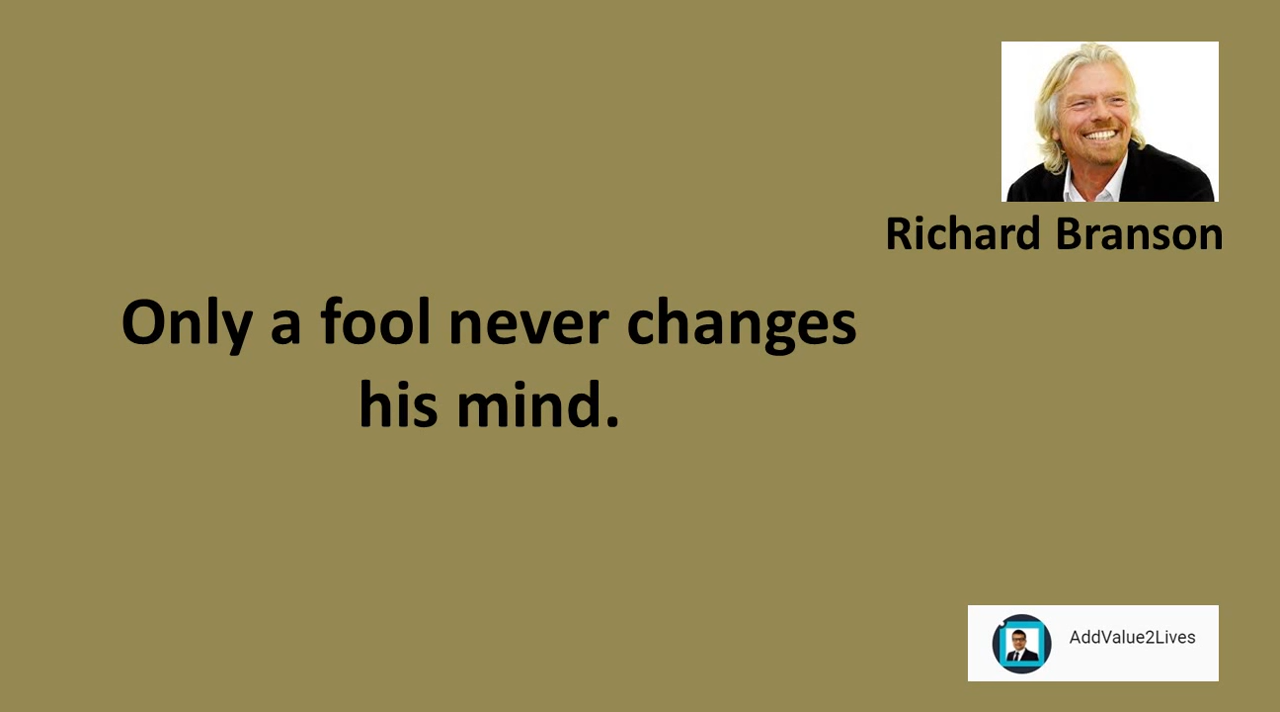 Richard Branson
Only a fool never changes
his mind.
AddValue2Lives